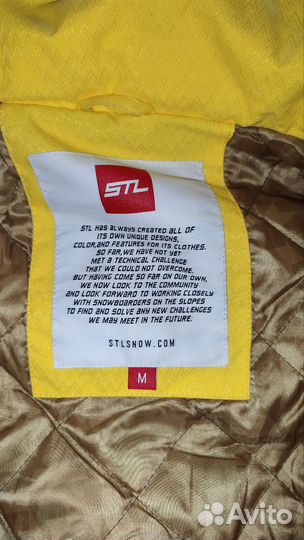 STL
STL HAS ALWAYS CREATED ALL OF
ITS OWN UNIQUE DESIGNS,
COLOR,AND FEATURES FOR ITS CLOTHES.
SO FAR,WE HAVE NOT YET
MET A TECHNICAL CHALLENGE
THAT WE COULD NOT OVERCOME.
BUT HAVING COME SO FAR ON OUR OWN,
WE NOW LOOK TO THE COMMUNITY
AND LOOK FORWARD TO WORKING CLOSELY
WITH SNOWBOARDERS ON THE SLOPES
TO FIND AND SOLVE ANY NEW CHALLENGES
WE MAY MEET IN THE FUTURE.
STLSNOW.COM
M
Avito